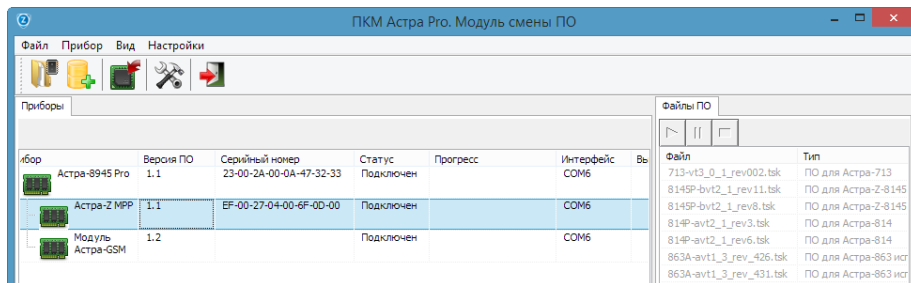 ПКМ Астра Pro. Модуль смены ПО
Файл Прибор Вид Настройки
Приборы
Файлы ПО
ибор Версия ПО Серийный номер Статус Прогресс Интерфейс Вы
Файл Тип
Астра-8945 Pro 1.1 23-00-2A-00-0A-47-32-33 Подключен COM6
Астра-Z МРР 1.1 EF-00-27-04-00-6F-0D-00 Подключен COM6
Модуль Астра-GSM 1.2 Подключен COM6
713-vt3_0_1_rev002.tsk ПО для Астра-713
8145P-bvt2_1_rev11.tsk ПО для Астра-Z-8145
8145P-bvt2_1_rev8.tsk ПО для Астра-Z-8145
814P-avt2_1_rev3.tsk ПО для Астра-814
814P-avt2_1_rev6.tsk ПО для Астра-814
863A-avt1_3_rev_426.tsk ПО для Астра-863 исп
863A-avt1_3_rev_431.tsk ПО для Астра-863 исп